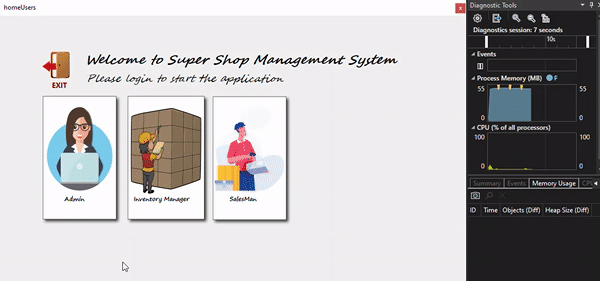 homeUsers
x
Welcome to Super Shop Management System
Please login to start the application
EXIT
Admin
Inventory Manager
SalesMan
Diagnostic Tools
Diagnostics session: 7 seconds
10s
Events
Process Memory (MB)
F
55
55
0
0
CPU (% of all processors)
100
100
0
0
Summary
Events
Memory Usage
CPU
ID
Time
Objects (Diff)
Heap Size (Diff)